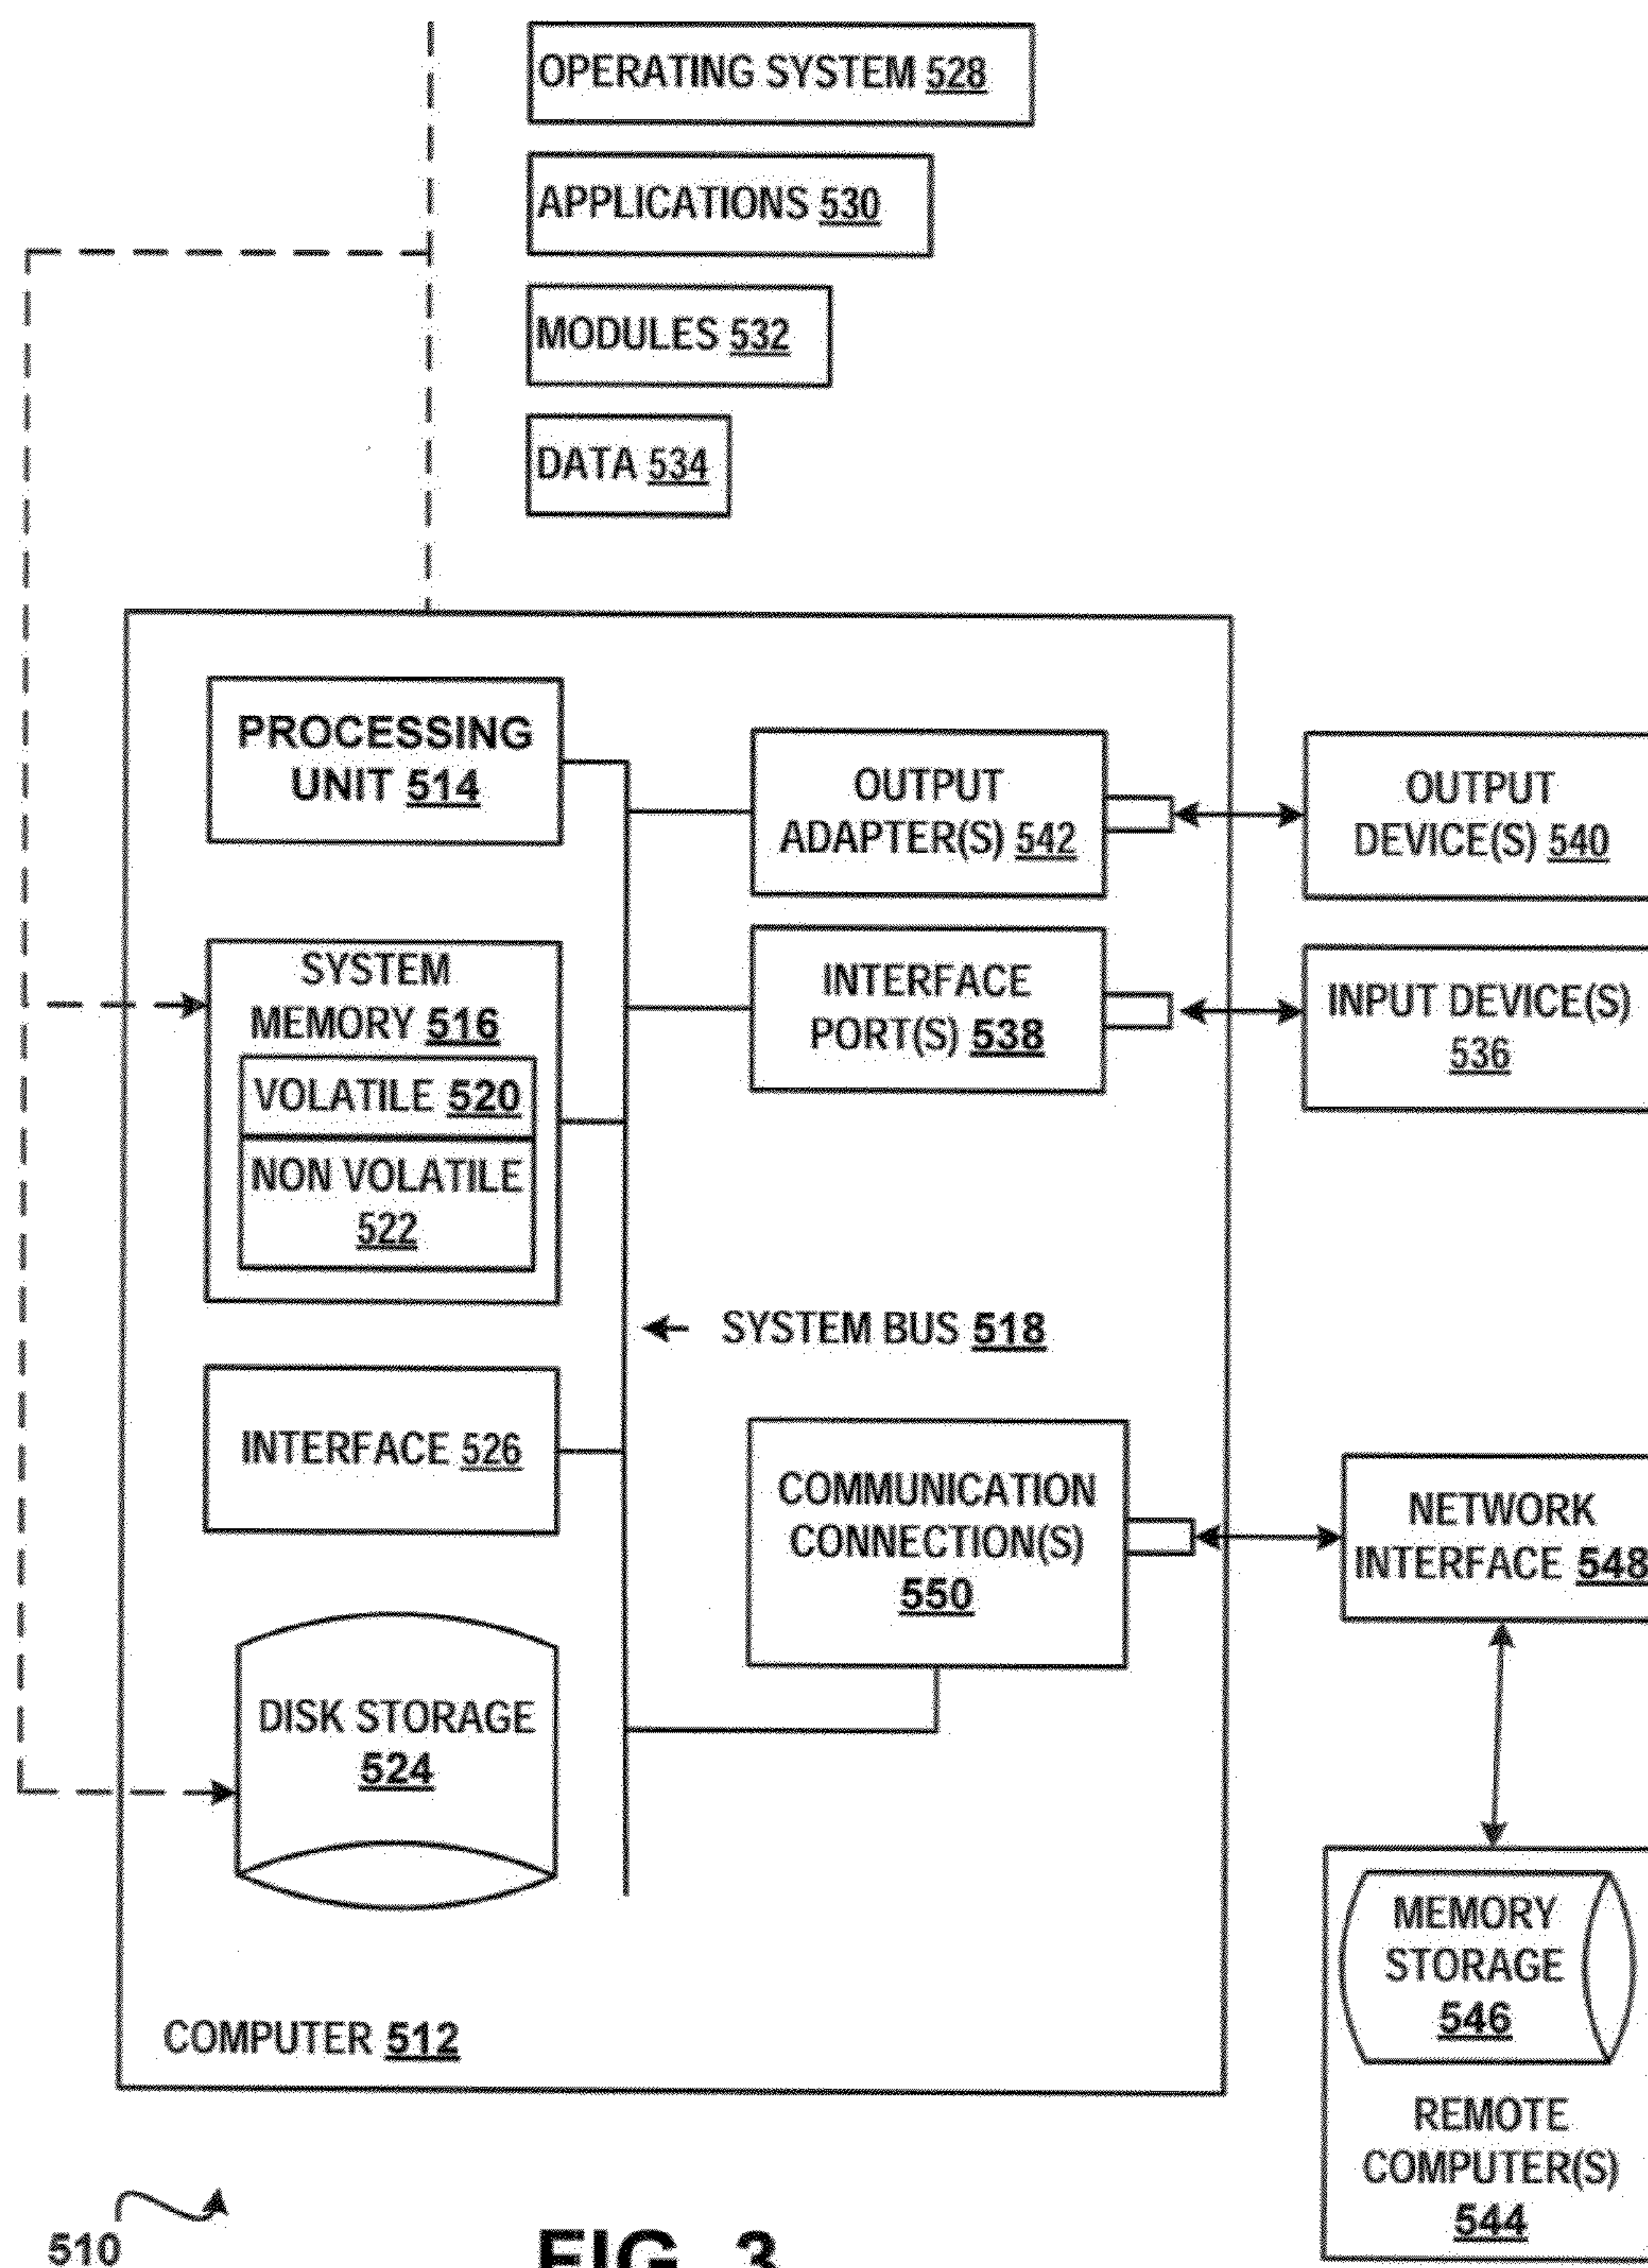 OPERATING SYSTEM 528
APPLICATIONS 530
MODULES 532
DATA 534
PROCESSING
UNIT 514
OUTPUT
ADAPTER(S) 542
OUTPUT
DEVICE(S) 540
SYSTEM
MEMORY 516
VOLATILE 520
NON VOLATILE
522
INTERFACE
PORT(S) 538
INPUT DEVICE(S)
536
SYSTEM BUS 518
INTERFACE 526
COMMUNICATION
CONNECTION(S)
550
NETWORK
INTERFACE 548
DISK STORAGE
524
MEMORY
STORAGE
546
REMOTE
COMPUTER(S)
544
COMPUTER 512
510
FIG. 3